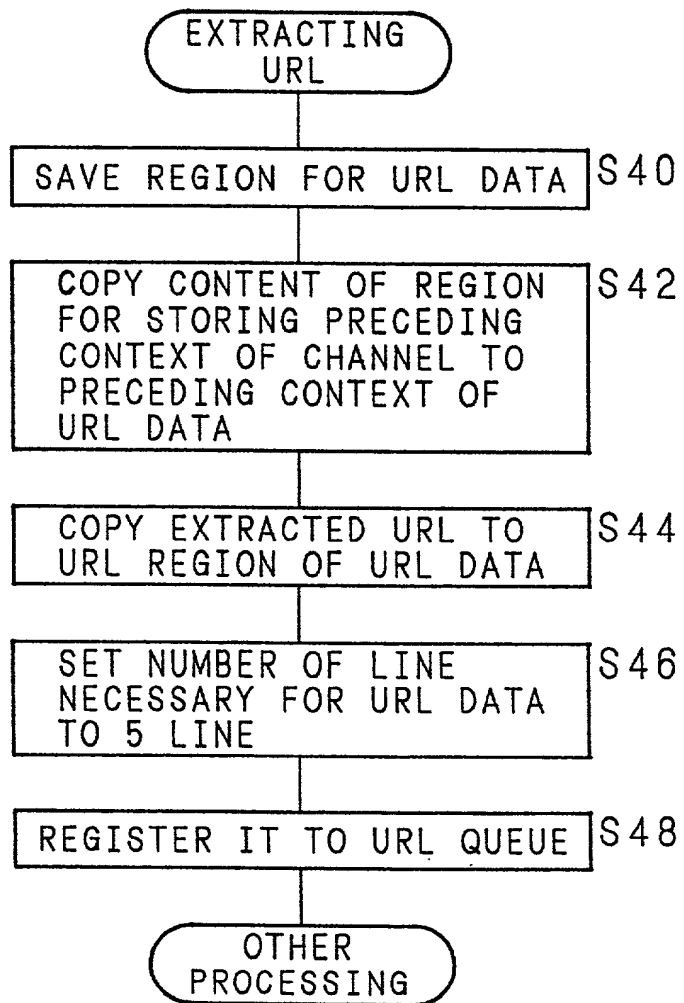 EXTRACTING
URL
SAVE REGION FOR URL DATA
S40
COPY CONTENT OF REGION
FOR STORING PRECEDING
CONTEXT OF CHANNEL TO
PRECEDING CONTEXT OF
URL DATA
S42
COPY EXTRACTED URL TO
URL REGION OF URL DATA
S44
SET NUMBER OF LINE
NECESSARY FOR URL DATA
TO 5 LINE
S46
REGISTER IT TO URL QUEUE
S48
OTHER
PROCESSING